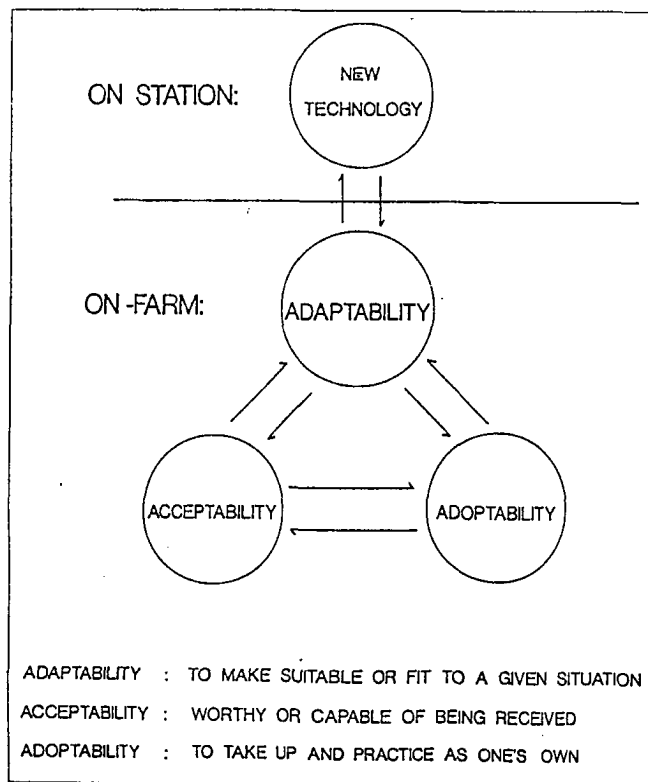 ON STATION:
NEW
TECHNOLOGY
ON-FARM:
ADAPTABILITY
ACCEPTABILITY
ADOPTABILITY
ADAPTABILITY : TO MAKE SUITABLE OR FIT TO A GIVEN SITUATION
ACCEPTABILITY : WORTHY OR CAPABLE OF BEING RECEIVED
ADOPTABILITY : TO TAKE UP AND PRACTICE AS ONE'S OWN